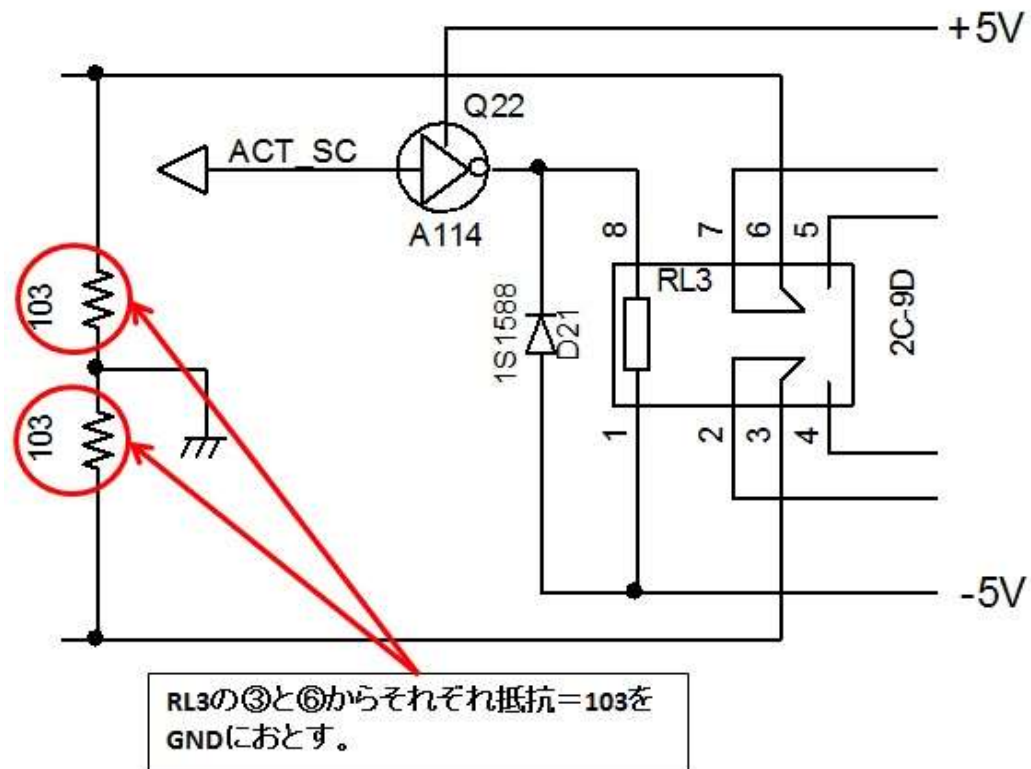 +5V
Q22
ACT_SC
A114
8
7
6
5
RL3
103
1S1588
D21
2C-9D
103
1
2
3
4
-5V
RL3の③と⑥からそれぞれ抵抗=103を
GNDにおとす。